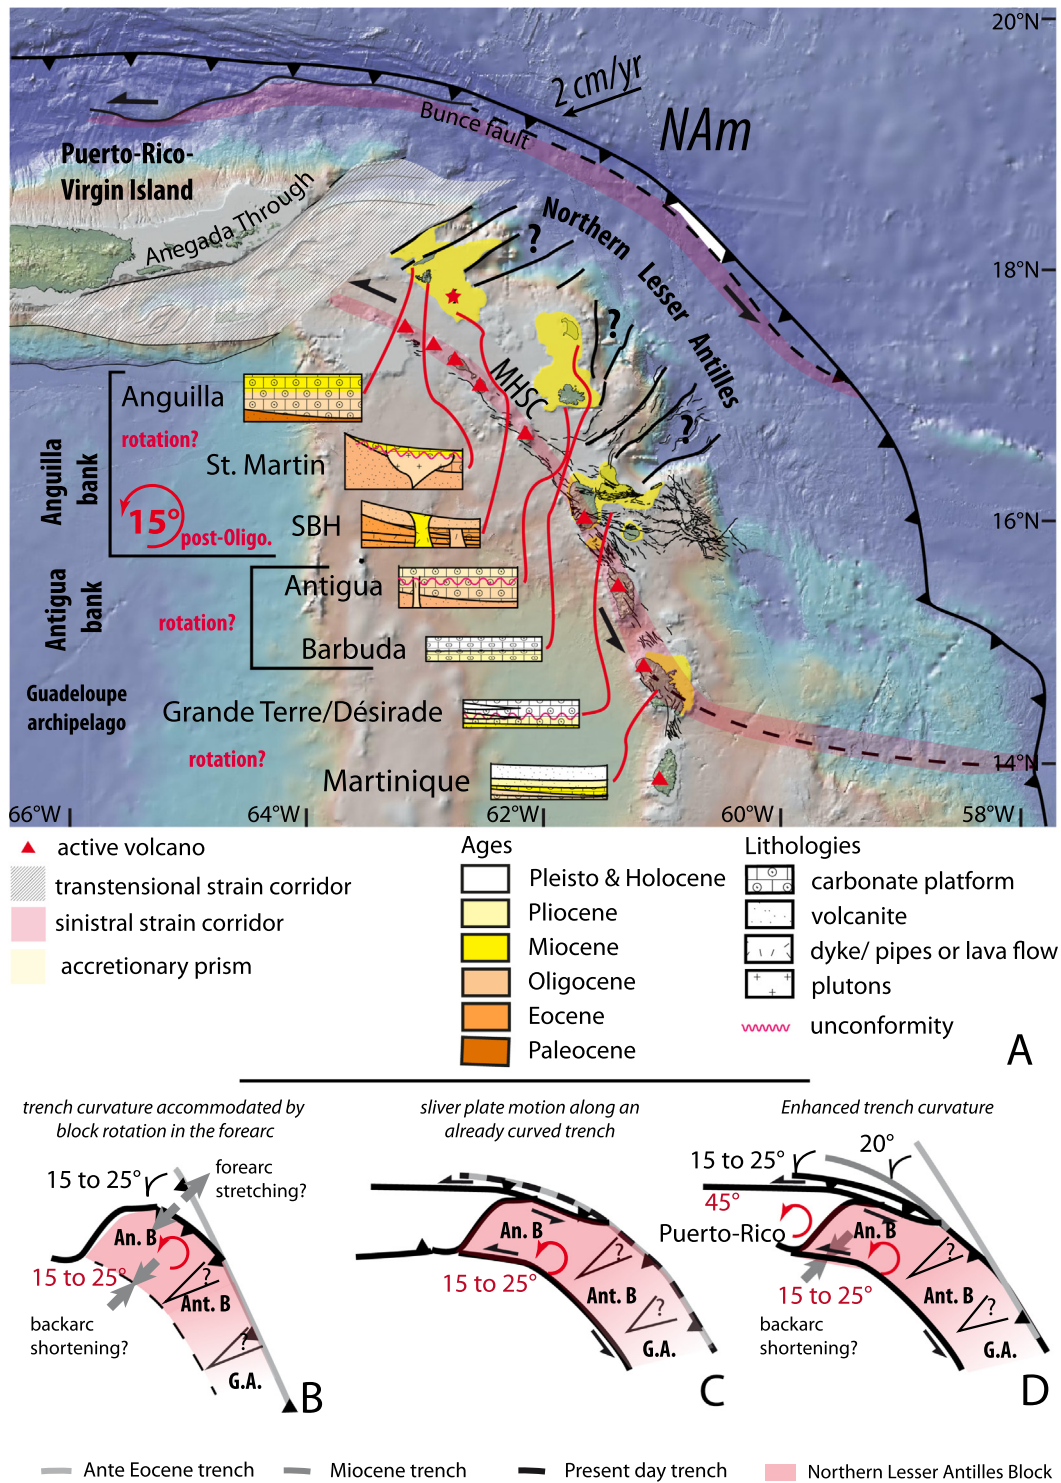 20°N
2 cm/yr
NAm
Bunce fault
Puerto-Rico-
Virgin Island
Anegada Through
Northern Lesser Antilles
?
18°N
?
MHSC
?
Anguilla
rotation?
St. Martin
Anguilla
bank
15°
post-Oligo.
SBH
16°N
Antigua
Antigua
bank
rotation?
Barbuda
Guadeloupe
archipelago
Grande Terre/Désirade
rotation?
Martinique
14°N
66°W
64°W
62°W
60°W
58°W
active volcano
transtensional strain corridor
sinistral strain corridor
accretionary prism
Ages
Pleisto & Holocene
Pliocene
Miocene
Oligocene
Eocene
Paleocene
Lithologies
carbonate platform
volcanite
dyke/ pipes or lava flow
plutons
unconformity
A
trench curvature accommodated by
block rotation in the forearc
15 to 25°
forearc
stretching?
An. B
15 to 25°
?
Ant. B
backarc
shortening?
?
G.A.
B
sliver plate motion along an
already curved trench
An. B
?
15 to 25°
Ant. B
?
G.A.
C
Enhanced trench curvature
20°
15 to 25°
45°
Puerto-Rico
An. B
?
15 to 25°
Ant. B
?
backarc
shortening?
G.A.
D
Ante Eocene trench
Miocene trench
Present day trench
Northern Lesser Antilles Block